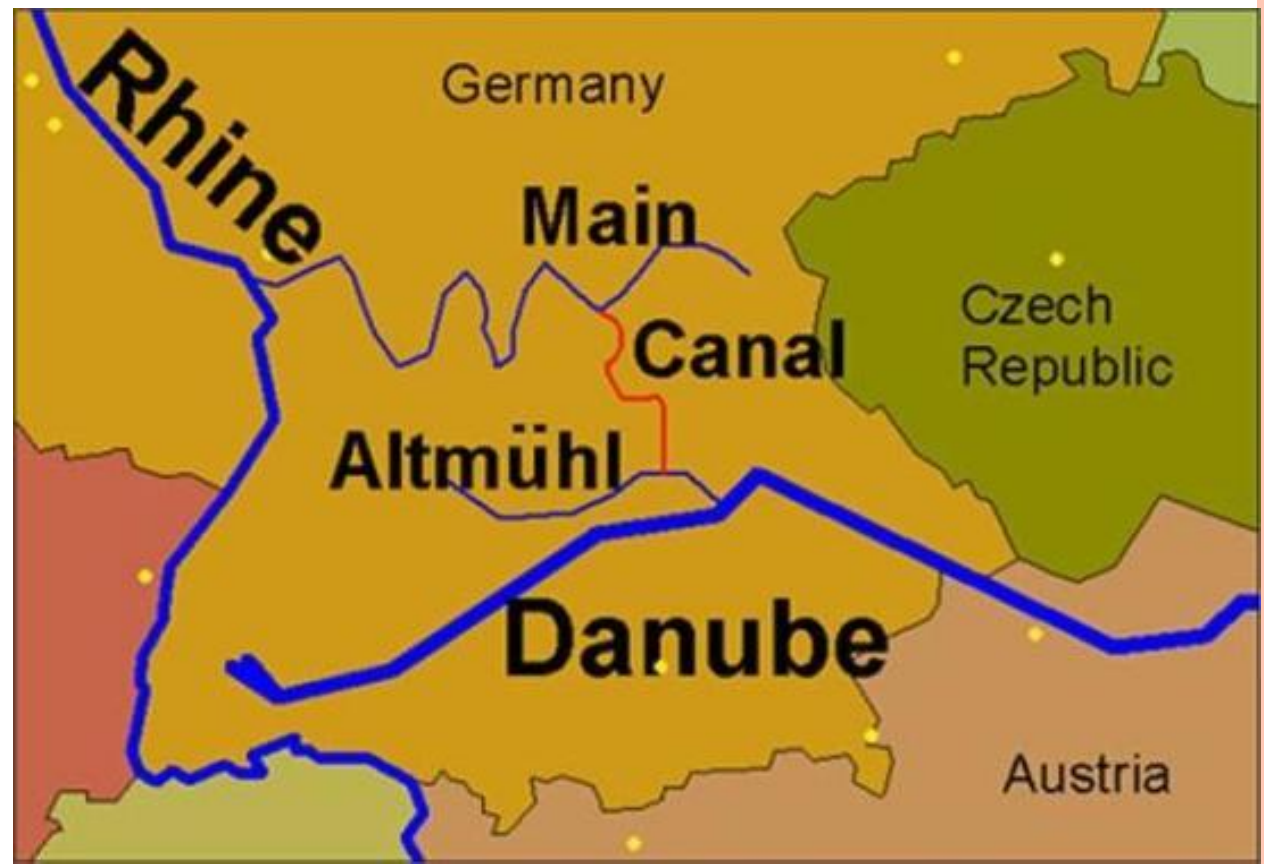 Rhine
Germany
Main
Canal
Czech
Republic
Altmühl
Danube
Austria